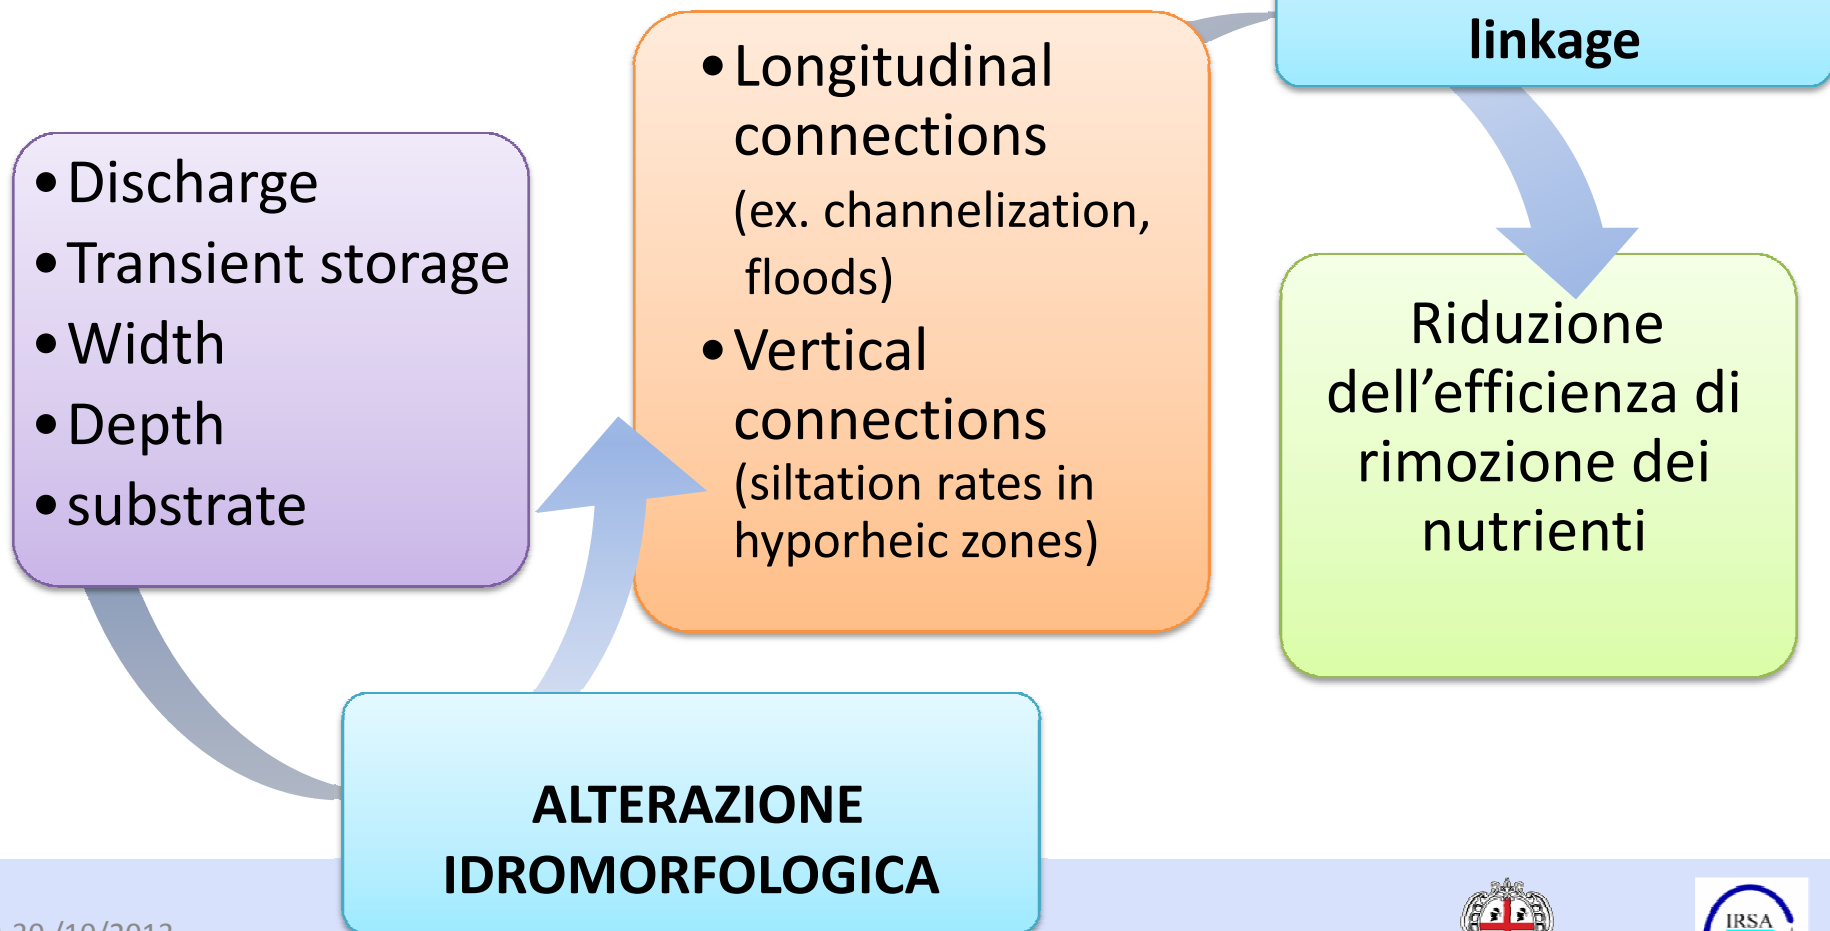 linkage
• Discharge
• Transient storage
• Width
• Depth
• substrate
• Longitudinal
connections
(ex. channelization,
floods)
• Vertical
connections
(siltation rates in
hyporheic zones)
Riduzione
dell’efficienza di
rimozione dei
nutrienti
ALTERAZIONE
IDROMORFOLOGICA
IRSA